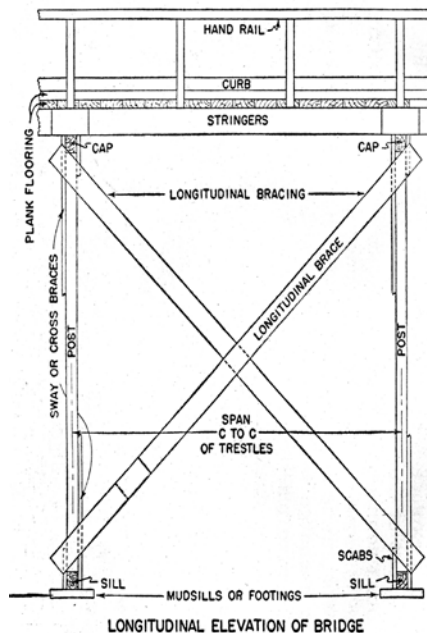 HAND RAIL
CURB
PLANK FLOORING
STRINGERS
CAP
CAP
LONGITUDINAL BRACING
LONGITUDINAL BRACE
SWAY OR CROSS BRACES
POST
POST
SPAN
C TO C
OF TRESTLES
SCABS
SILL
SILL
MUDSILLS OR FOOTINGS
LONGITUDINAL ELEVATION OF BRIDGE